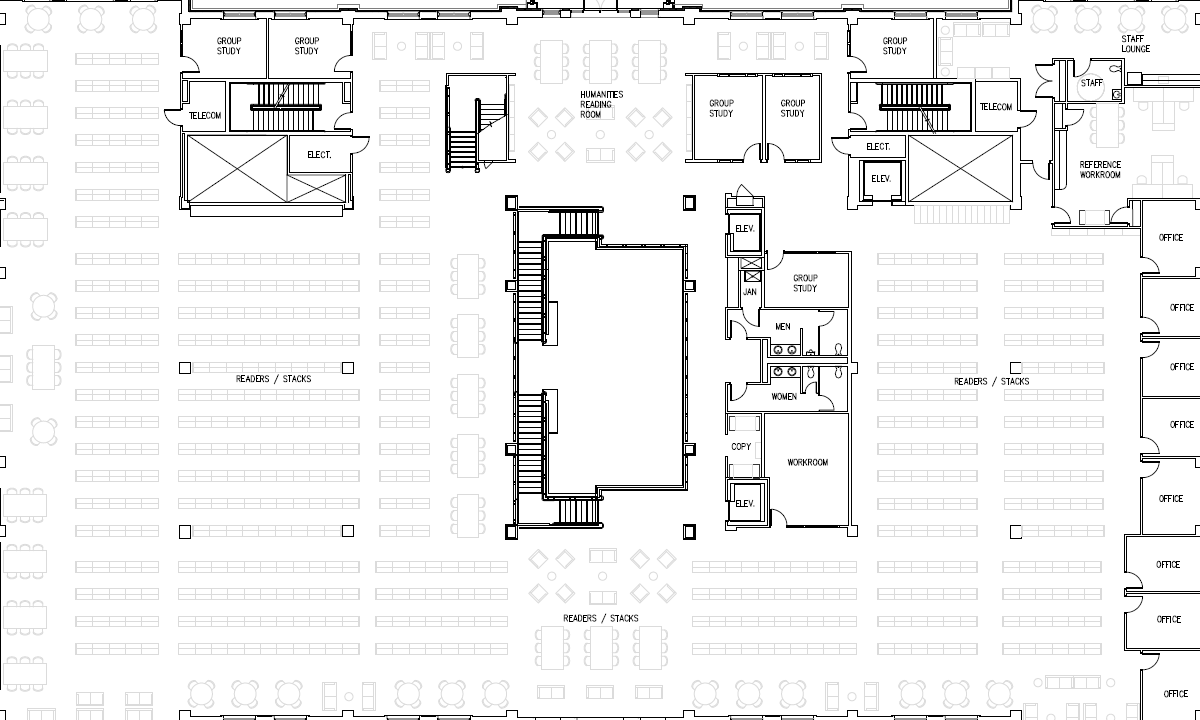 GROUP
STUDY
GROUP
STUDY
GROUP
STUDY
STAFF
LOUNGE
STAFF
HUMANITIES
READING
ROOM
GROUP
STUDY
GROUP
STUDY
TELECOM
TELECOM
ELECT.
ELECT.
ELEV.
REFERENCE
WORKROOM
ELEV.
OFFICE
GROUP
STUDY
JAN
OFFICE
MEN
OFFICE
READERS / STACKS
READERS / STACKS
WOMEN
OFFICE
COPY
WORKROOM
OFFICE
ELEV.
OFFICE
READERS / STACKS
OFFICE
OFFICE